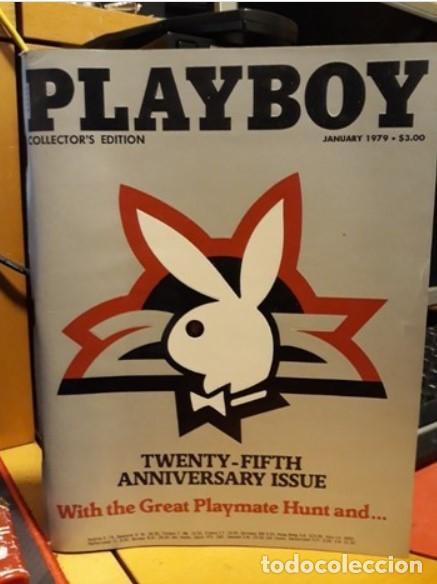 PLAYBOY
COLLECTOR'S EDITION
JANUARY 1979 • $3.00
TWENTY-FIFTH
ANNIVERSARY ISSUE
With the Great Playmate Hunt and...
todocoleccion